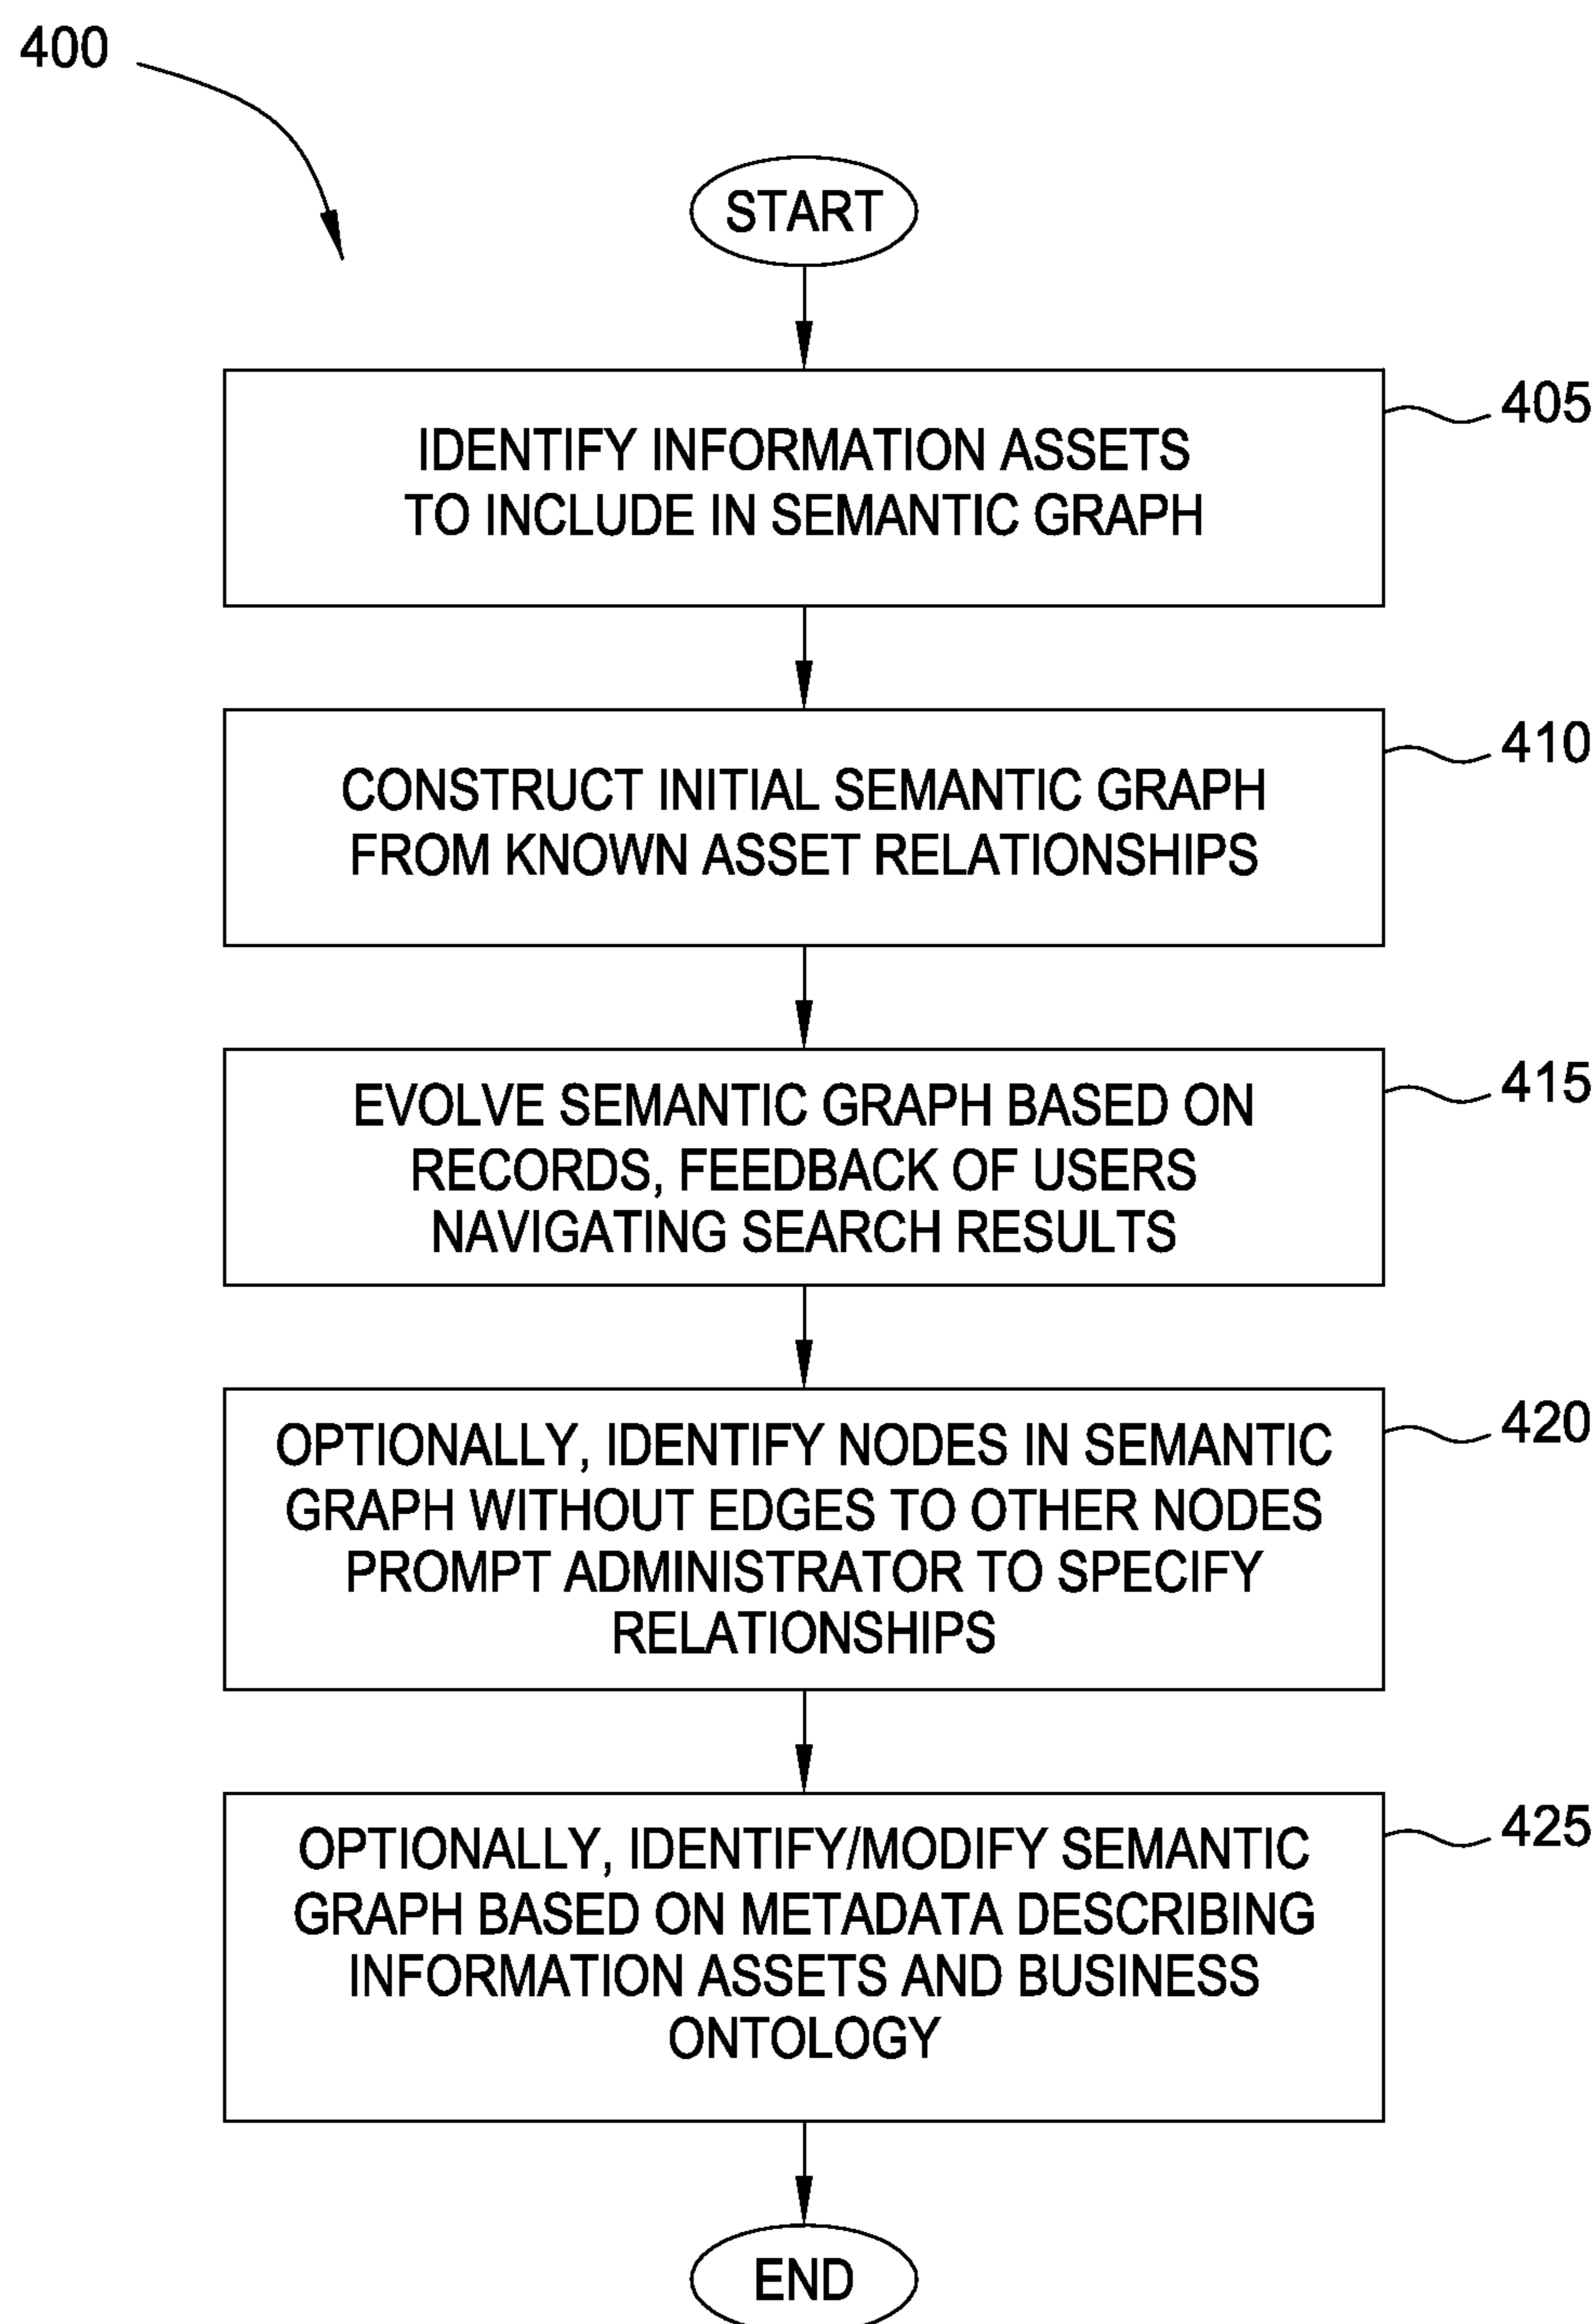 400
START
IDENTIFY INFORMATION ASSETS
TO INCLUDE IN SEMANTIC GRAPH
405
CONSTRUCT INITIAL SEMANTIC GRAPH
FROM KNOWN ASSET RELATIONSHIPS
410
EVOLVE SEMANTIC GRAPH BASED ON
RECORDS, FEEDBACK OF USERS
NAVIGATING SEARCH RESULTS
415
OPTIONALLY, IDENTIFY NODES IN SEMANTIC
GRAPH WITHOUT EDGES TO OTHER NODES
PROMPT ADMINISTRATOR TO SPECIFY
RELATIONSHIPS
420
OPTIONALLY, IDENTIFY/MODIFY SEMANTIC
GRAPH BASED ON METADATA DESCRIBING
INFORMATION ASSETS AND BUSINESS
ONTOLOGY
425
END